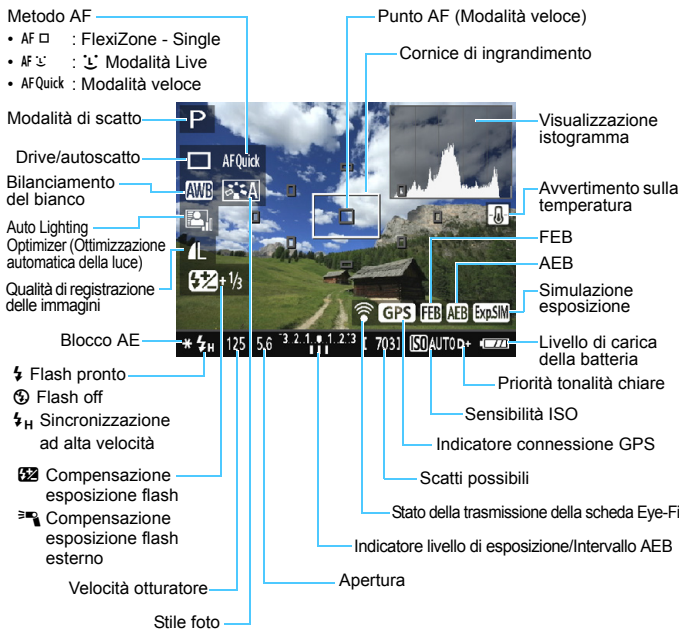 Metodo AF
• AF □ : FlexiZone - Single
• AF : Modalità Live
• AFQuick : Modalità veloce
Modalità di scatto
Drive/autoscatto
Bilanciamento
del bianco
Auto Lighting
Optimizer (Ottimizzazione
automatica della luce)
Qualità di registrazione
delle immagini
Blocco AE
Flash pronto
Flash off
H Sincronizzazione
ad alta velocità
Compensazione
esposizione flash
Compensazione
esposizione flash
esterno
Velocità otturatore
Stile foto
Punto AF (Modalità veloce)
Cornice di ingrandimento
Visualizzazione
istogramma
Avvertimento sulla
temperatura
FEB
AEB
Simulazione
esposizione
Livello di carica
della batteria
Priorità tonalità chiare
Sensibilità ISO
Indicatore connessione GPS
Scatti possibili
Stato della trasmissione della scheda Eye-Fi
Indicatore livello di esposizione/Intervallo AEB
Apertura
P
AFQuick
AWB
A
L
+1/3
GPS FEB AEB Exp.SIM
* H 125 5.6 -3..2..1..▾..1..2.+3 [703] ISO AUTO D+